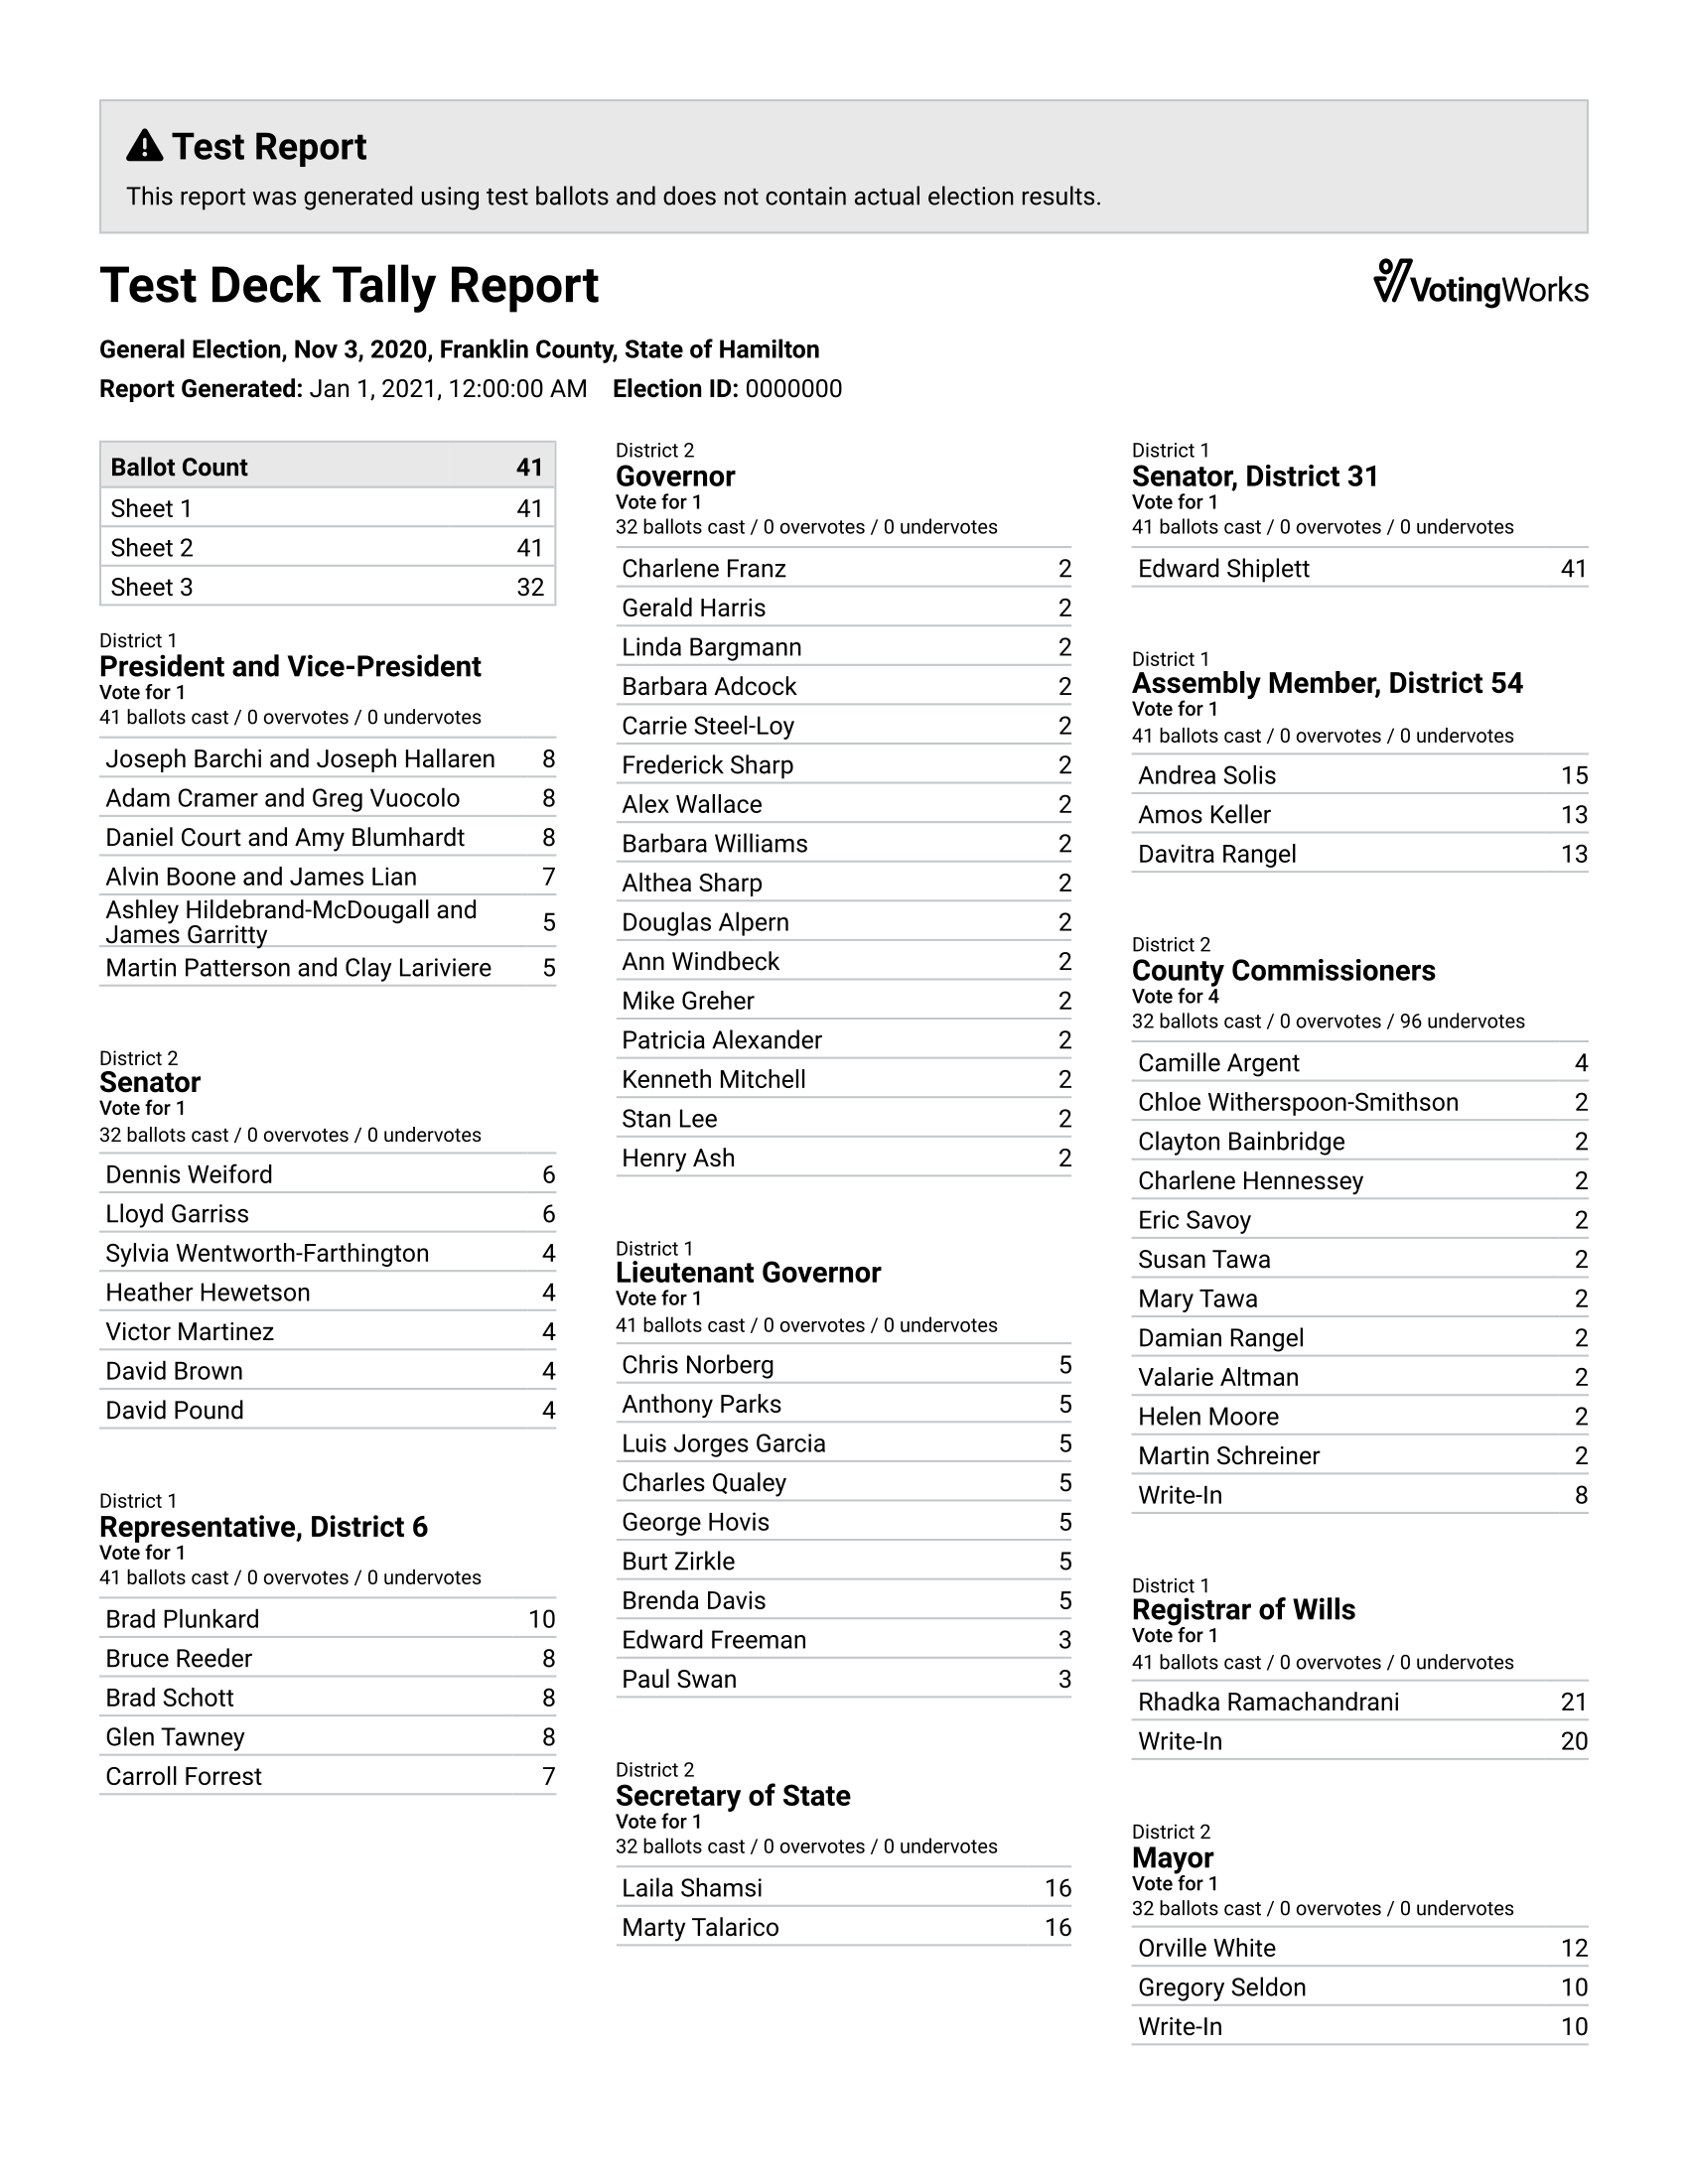 Test Report
This report was generated using test ballots and does not contain actual election results.
Test Deck Tally Report
VotingWorks
General Election, Nov 3, 2020, Franklin County, State of Hamilton
Report Generated: Jan 1, 2021, 12:00:00 AM Election ID: 0000000
Ballot Count 41
Sheet 1 41
Sheet 2 41
Sheet 3 32
District 1
President and Vice-President
Vote for 1
41 ballots cast / 0 overvotes / 0 undervotes
Joseph Barchi and Joseph Hallaren 8
Adam Cramer and Greg Vuocolo 8
Daniel Court and Amy Blumhardt 8
Alvin Boone and James Lian 7
Ashley Hildebrand-McDougall and
James Garritty 5
Martin Patterson and Clay Lariviere 5
District 2
Senator
Vote for 1
32 ballots cast / 0 overvotes / 0 undervotes
Dennis Weiford 6
Lloyd Garriss 6
Sylvia Wentworth-Farthington 4
Heather Hewetson 4
Victor Martinez 4
David Brown 4
David Pound 4
District 1
Representative, District 6
Vote for 1
41 ballots cast / 0 overvotes / 0 undervotes
Brad Plunkard 10
Bruce Reeder 8
Brad Schott 8
Glen Tawney 8
Carroll Forrest 7
District 2
Governor
Vote for 1
32 ballots cast / 0 overvotes / 0 undervotes
Charlene Franz 2
Gerald Harris 2
Linda Bargmann 2
Barbara Adcock 2
Carrie Steel-Loy 2
Frederick Sharp 2
Alex Wallace 2
Barbara Williams 2
Althea Sharp 2
Douglas Alpern 2
Ann Windbeck 2
Mike Greher 2
Patricia Alexander 2
Kenneth Mitchell 2
Stan Lee 2
Henry Ash 2
District 1
Lieutenant Governor
Vote for 1
41 ballots cast / 0 overvotes / 0 undervotes
Chris Norberg 5
Anthony Parks 5
Luis Jorges Garcia 5
Charles Qualey 5
George Hovis 5
Burt Zirkle 5
Brenda Davis 5
Edward Freeman 3
Paul Swan 3
District 2
Secretary of State
Vote for 1
32 ballots cast / 0 overvotes / 0 undervotes
Laila Shamsi 16
Marty Talarico 16
District 1
Senator, District 31
Vote for 1
41 ballots cast / 0 overvotes / 0 undervotes
Edward Shiplett 41
District 1
Assembly Member, District 54
Vote for 1
41 ballots cast / 0 overvotes / 0 undervotes
Andrea Solis 15
Amos Keller 13
Davitra Rangel 13
District 2
County Commissioners
Vote for 4
32 ballots cast / 0 overvotes / 96 undervotes
Camille Argent 4
Chloe Witherspoon-Smithson 2
Clayton Bainbridge 2
Charlene Hennessey 2
Eric Savoy 2
Susan Tawa 2
Mary Tawa 2
Damian Rangel 2
Valarie Altman 2
Helen Moore 2
Martin Schreiner 2
Write-In 8
District 1
Registrar of Wills
Vote for 1
41 ballots cast / 0 overvotes / 0 undervotes
Rhadka Ramachandrani 21
Write-In 20
District 2
Mayor
Vote for 1
32 ballots cast / 0 overvotes / 0 undervotes
Orville White 12
Gregory Seldon 10
Write-In 10